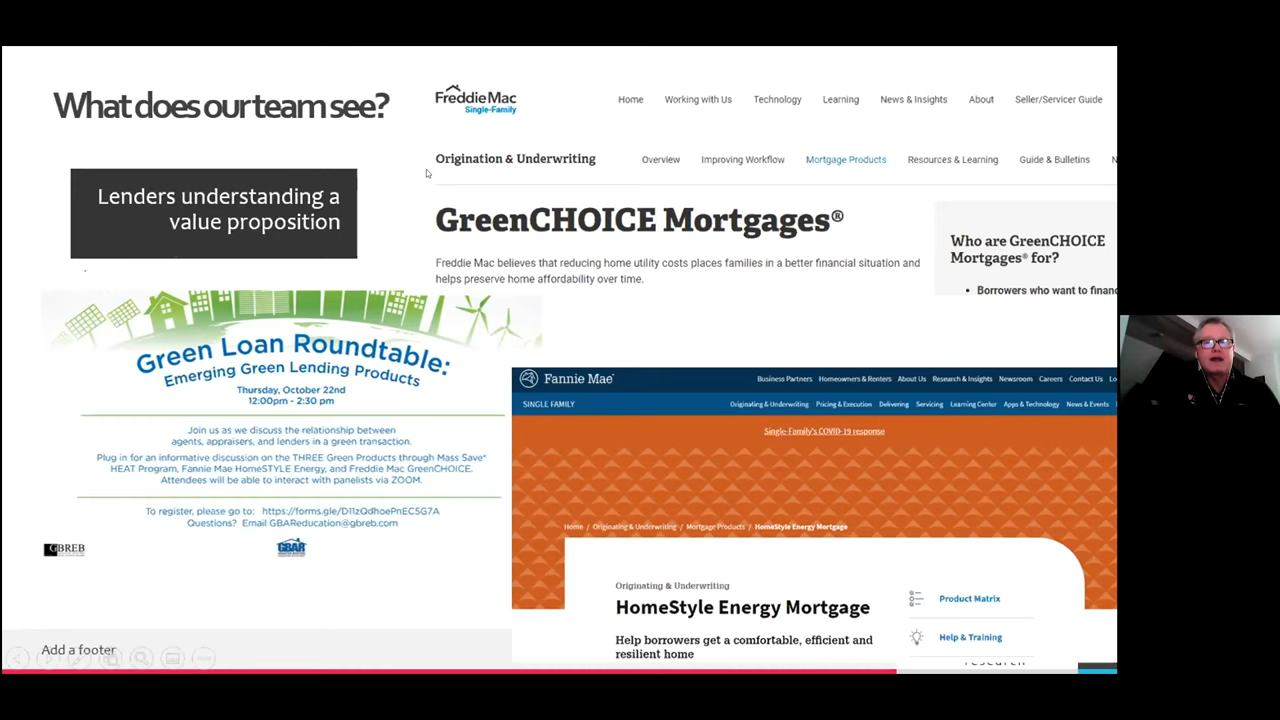 What does our team see?
Lenders understanding a
value proposition
Green Loan Roundtable:
Emerging Green Lending Products
Thursday, October 22nd
12:00pm - 2:30 pm
Join us as we discuss the relationship between
agents, appraisers, and lenders in a green transaction.
Plug in for an informative discussion on the THREE Green Products through Mass Save®
HEAT Program, Fannie Mae HomeSTYLE Energy, and Freddie Mac GreenCHOICE.
Attendees will be able to interact with panelists via ZOOM.
To register, please go to: https://forms.gle/D11zQdhoePnEC5G7A
Questions? Email GBAReducation@gbreb.com
GBREB
GBAR
Add a footer
Freddie Mac
Single-Family
Home Working with Us Technology Learning News & Insights About Seller/Servicer Guide
Origination & Underwriting Overview Improving Workflow Mortgage Products Resources & Learning Guide & Bulletins N
GreenCHOICE Mortgages®
Freddie Mac believes that reducing home utility costs places families in a better financial situation and
helps preserve home affordability over time.
Who are GreenCHOICE
Mortgages® for?
• Borrowers who want to financ
Fannie Mae
Business Partners Homeowners & Renters About Us Research & Insights Newsroom Careers Contact Us Lo
SINGLE FAMILY Originating & Underwriting Pricing & Execution Delivering Servicing Learning Center Apps & Technology News & Events
Single-Family's COVID-19 response
Home / Originating & Underwriting / Mortgage Products / HomeStyle Energy Mortgage
Originating & Underwriting
HomeStyle Energy Mortgage
Help borrowers get a comfortable, efficient and
resilient home
Product Matrix
Help & Training
research